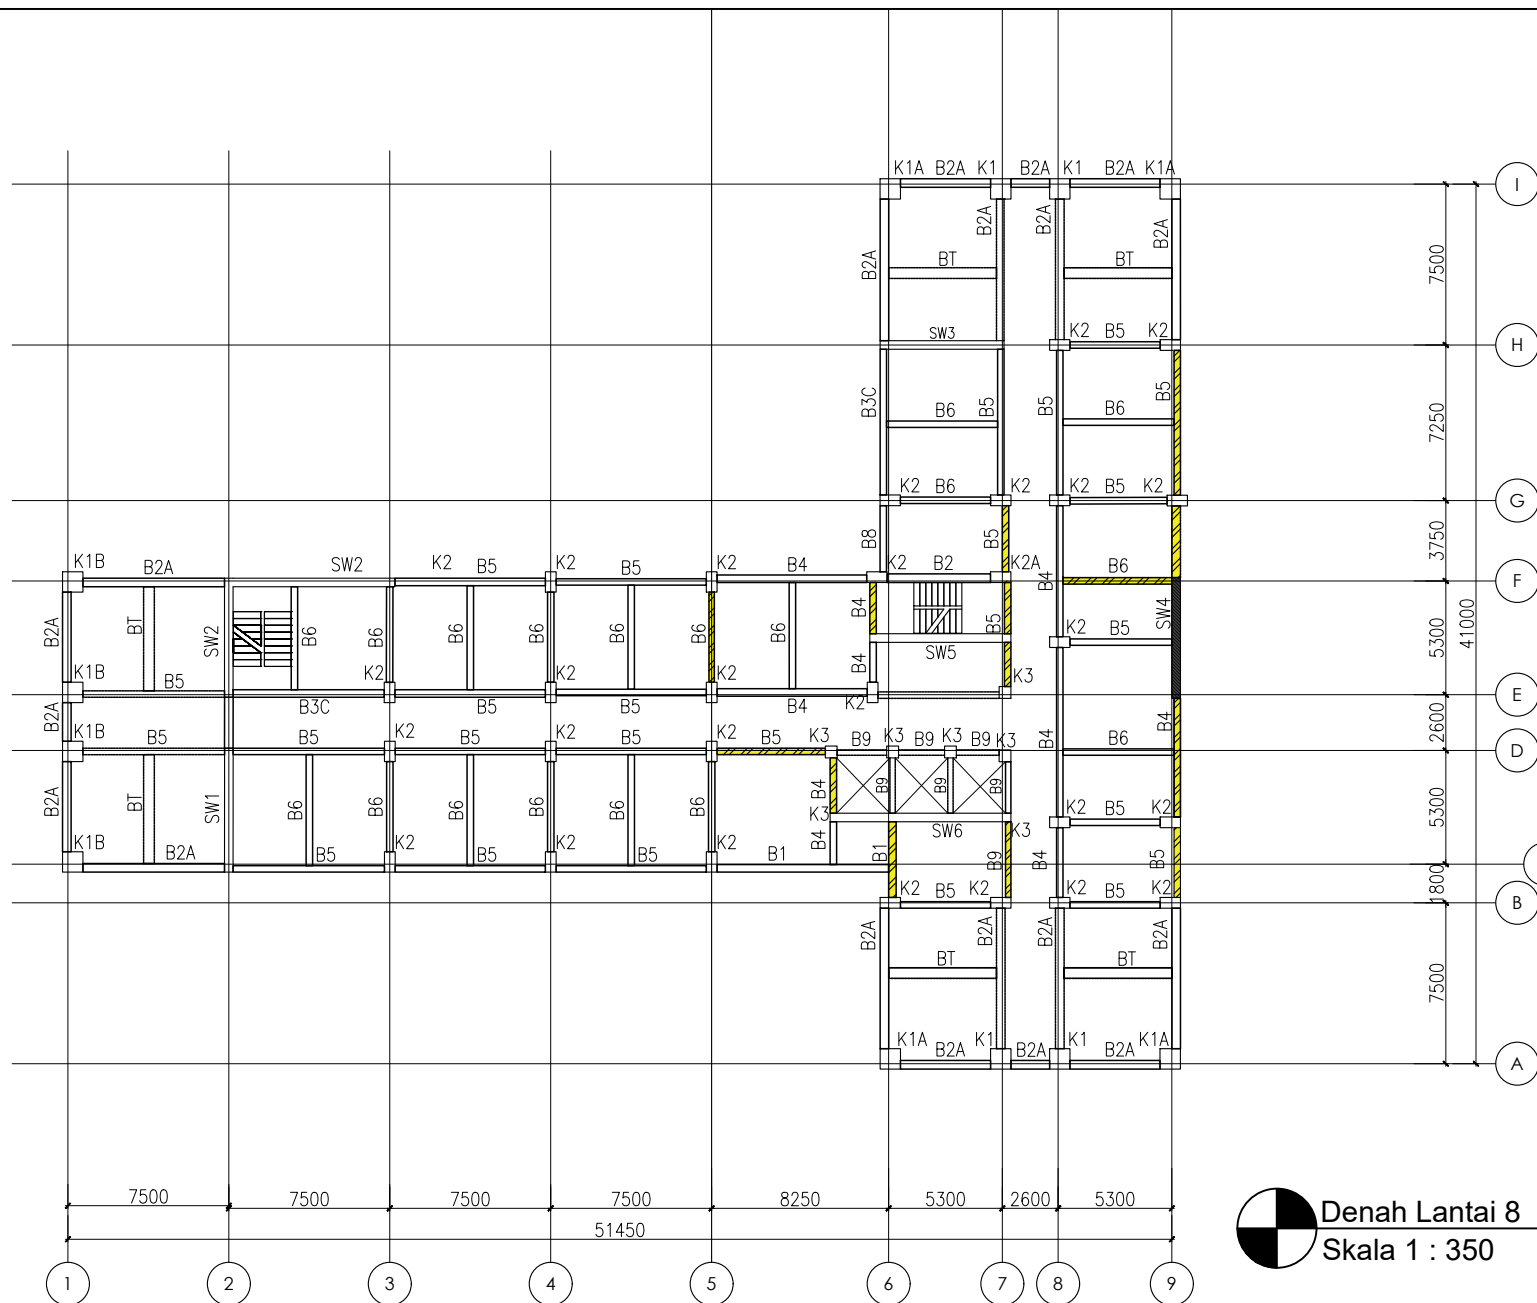 K1A B2A K1 B2A K1 B2A K1A
I
B2A B2A B2A B2A
BT BT
7500
SW3 K2 B5 K2
H
B3C B6 B5 B5 B6 B5
7250
K2 B6 K2 K2 B5 K2
G
B8 B5
3750
K1B B2A SW2 K2 B5 K2 B5 K2 B4 K2 B2 K2A B4 B6
F
B2A BT SW2 B6 B6 B6 B6 B6 B6 B6 B4 B5 SW4
K2 B5
5300
41000
SW5
K1B B5 K2 K2 K2 B4 K3
E
B2A B3C B5 B5 B4 K2
2600
K1B B5 B5 K2 B5 K2 B5 K2 B5 K3 B9 K3 B9 K3 B9 K3 B4 B6 B4
D
B2A BT SW1 B6 B6 B6 B6 B6 B6 B4 B9 B9 B9
5300
K3 SW6 K3 K2 B5 K2
K1B B2A B5 K2 B5 K2 B5 K2 B1 B4 B1 B9 B4 B5
1800
K2 B5 K2 K2 B5 K2
B
B2A B2A B2A B2A
BT BT
7500
K1A B2A K1 B2A K1 B2A K1A
A
7500 7500 7500 7500 8250 5300 2600 5300
51450
1 2 3 4 5 6 7 8 9
Denah Lantai 8
Skala 1 : 350